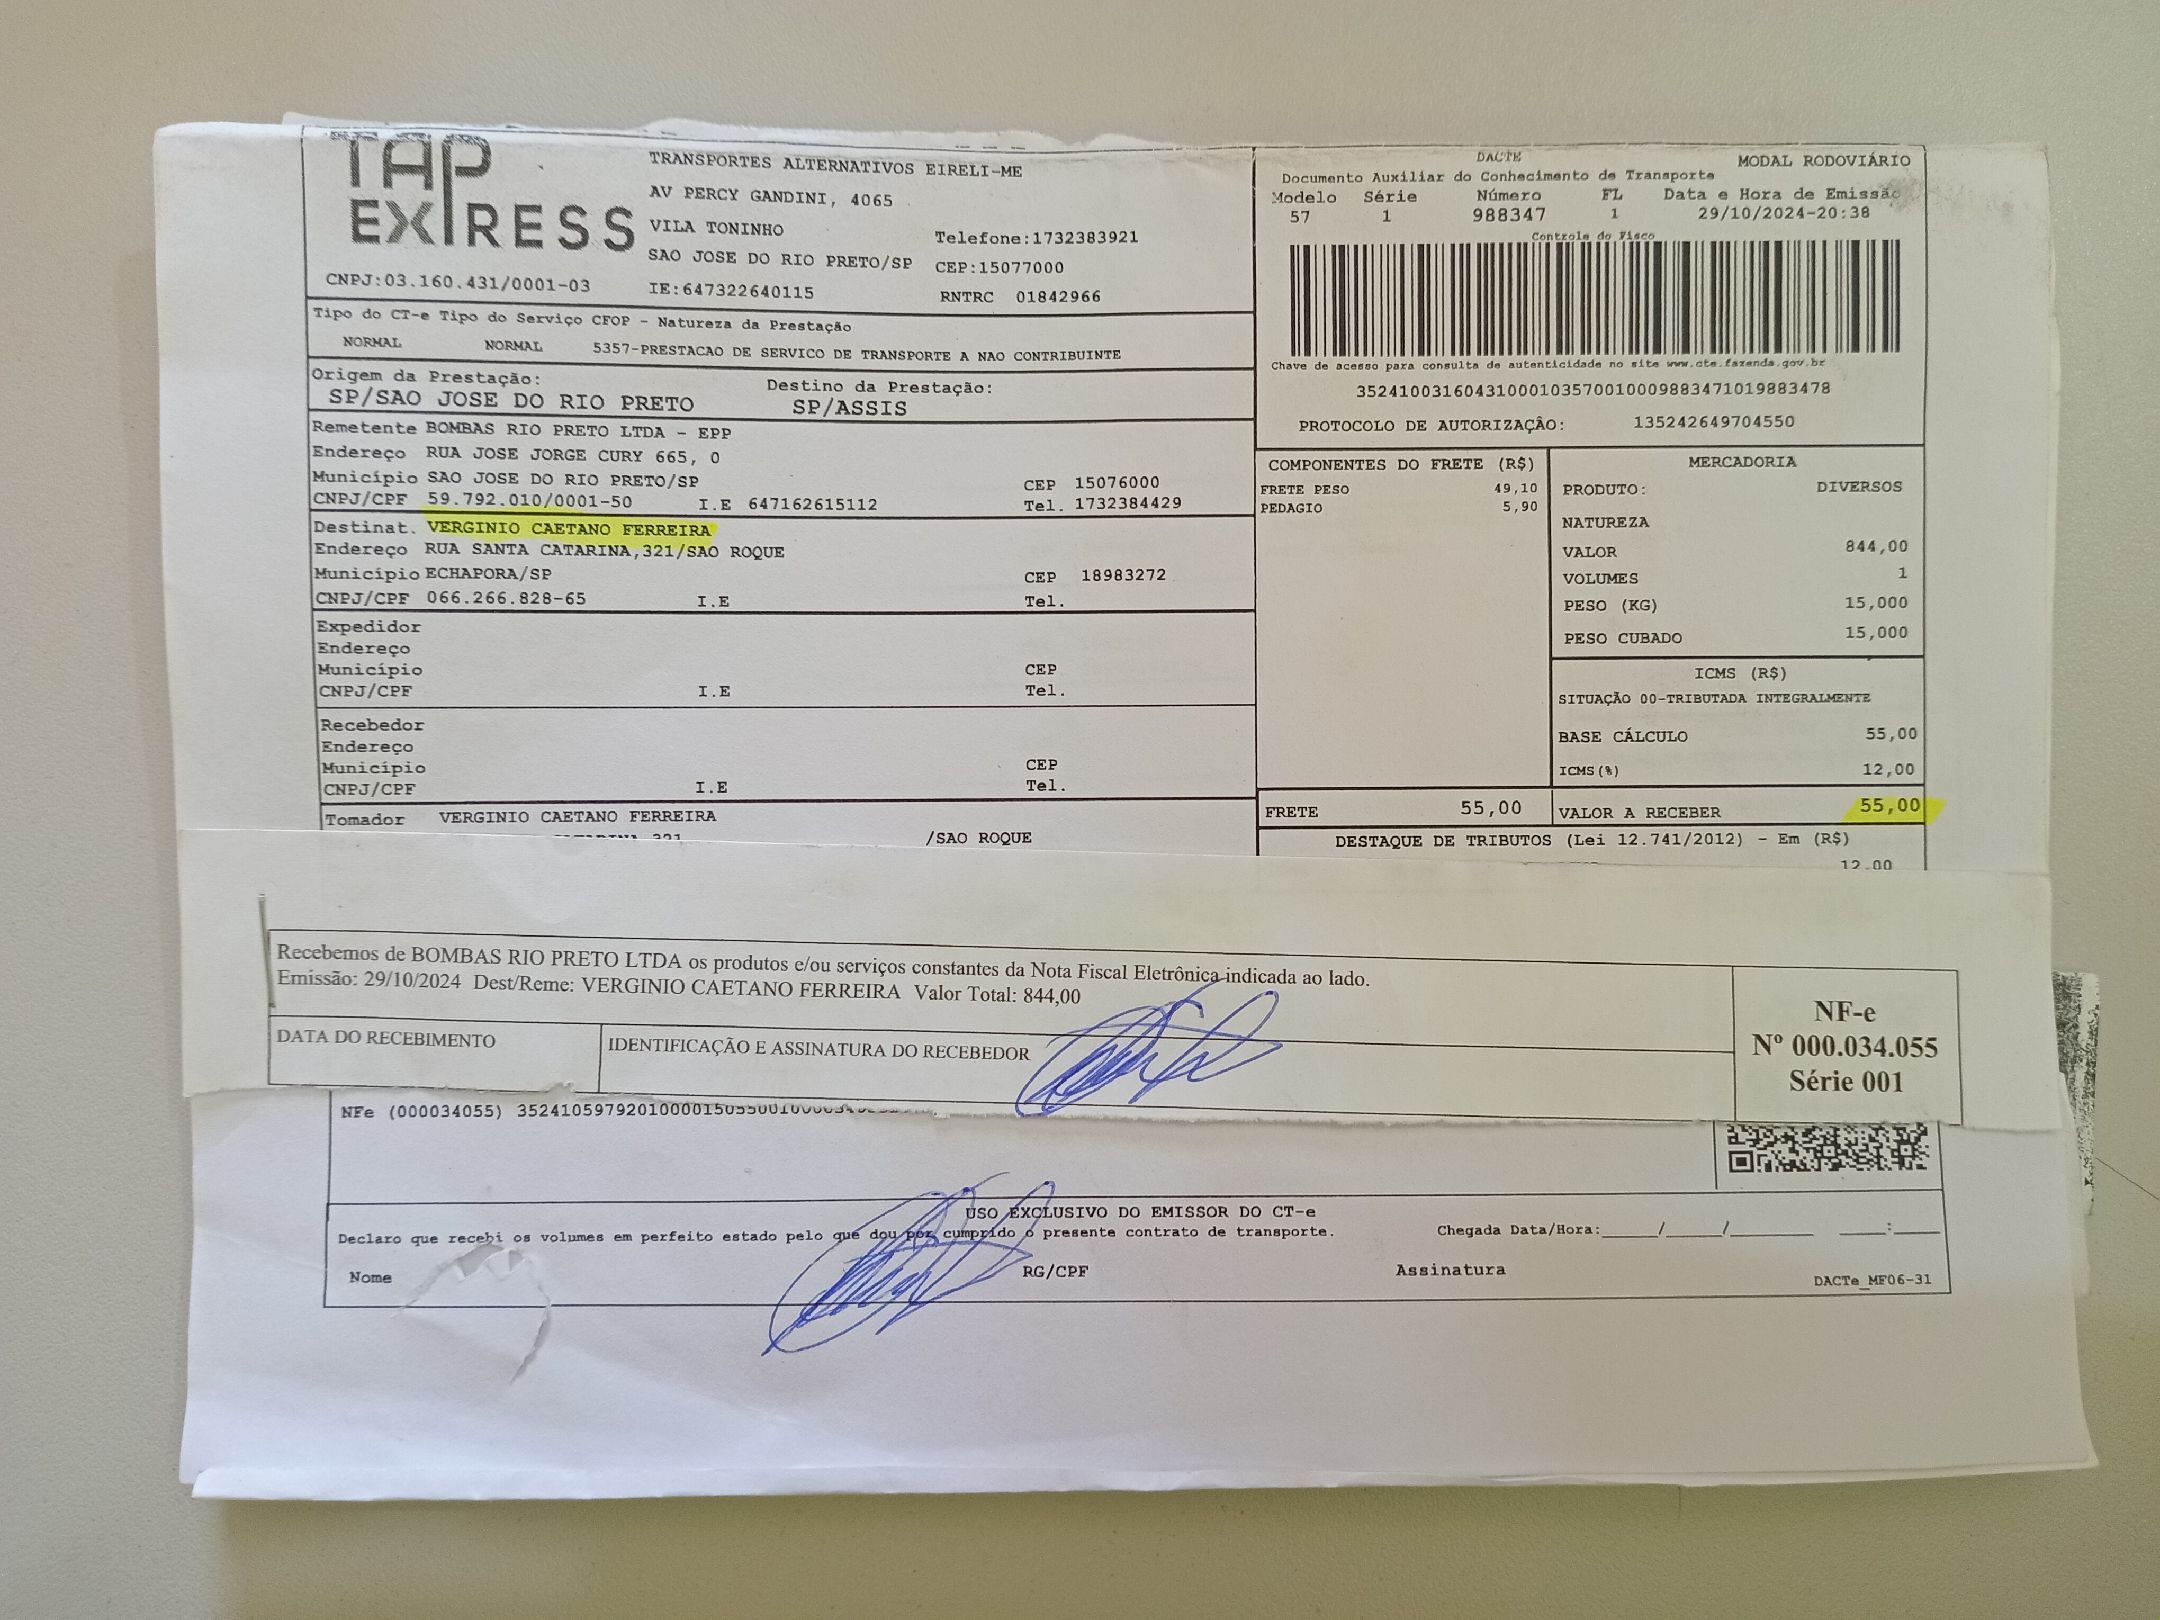 TAP EXPRESS
TRANSPORTES ALTERNATIVOS EIRELI-ME
AV PERCY GANDINI, 4065
VILA TONINHO
Telefone:1732383921
SAO JOSE DO RIO PRETO/SP CEP:15077000
CNPJ:03.160.431/0001-03 IE:647322640115 RNTRC 01842966
DACTE MODAL RODOVIÁRIO
Documento Auxiliar do Conhecimento de Transporte
Modelo Série Número FL Data e Hora de Emissão
57 1 988347 1 29/10/2024-20:38
Controle do Fisco
Chave de acesso para consulta de autenticidade no site www.cte.fazenda.gov.br
35241003160431000103570010009883471019883478
PROTOCOLO DE AUTORIZAÇÃO: 135242649704550
Tipo do CT-e Tipo do Serviço CFOP - Natureza da Prestação
NORMAL NORMAL 5357-PRESTACAO DE SERVICO DE TRANSPORTE A NAO CONTRIBUINTE
Origem da Prestação: Destino da Prestação:
SP/SAO JOSE DO RIO PRETO SP/ASSIS
Remetente BOMBAS RIO PRETO LTDA - EPP
Endereço RUA JOSE JORGE CURY 665, 0
Município SAO JOSE DO RIO PRETO/SP CEP 15076000
CNPJ/CPF 59.792.010/0001-50 I.E 647162615112 Tel. 1732384429
Destinat. VERGINIO CAETANO FERREIRA
Endereço RUA SANTA CATARINA,321/SAO ROQUE
Município ECHAPORA/SP CEP 18983272
CNPJ/CPF 066.266.828-65 I.E Tel.
Expedidor
Endereço
Município CEP
CNPJ/CPF I.E Tel.
Recebedor
Endereço
Município CEP
CNPJ/CPF I.E Tel.
Tomador VERGINIO CAETANO FERREIRA
/SAO ROQUE
COMPONENTES DO FRETE (R$)
FRETE PESO 49,10
PEDAGIO 5,90
FRETE 55,00
MERCADORIA
PRODUTO: DIVERSOS
NATUREZA
VALOR 844,00
VOLUMES 1
PESO (KG) 15,000
PESO CUBADO 15,000
ICMS (R$)
SITUAÇÃO 00-TRIBUTADA INTEGRALMENTE
BASE CÁLCULO 55,00
ICMS(%) 12,00
VALOR A RECEBER 55,00
DESTAQUE DE TRIBUTOS (Lei 12.741/2012) - Em (R$)
12,00
Recebemos de BOMBAS RIO PRETO LTDA os produtos e/ou serviços constantes da Nota Fiscal Eletrônica indicada ao lado.
Emissão: 29/10/2024 Dest/Reme: VERGINIO CAETANO FERREIRA Valor Total: 844,00
DATA DO RECEBIMENTO
IDENTIFICAÇÃO E ASSINATURA DO RECEBEDOR
NF-e
Nº 000.034.055
Série 001
NFe (000034055)
USO EXCLUSIVO DO EMISSOR DO CT-e
Declaro que recebi os volumes em perfeito estado pelo que dou por cumprido o presente contrato de transporte.
Chegada Data/Hora:_____/_____/_______ ____:____
Nome RG/CPF Assinatura
DACTe_MF06-31